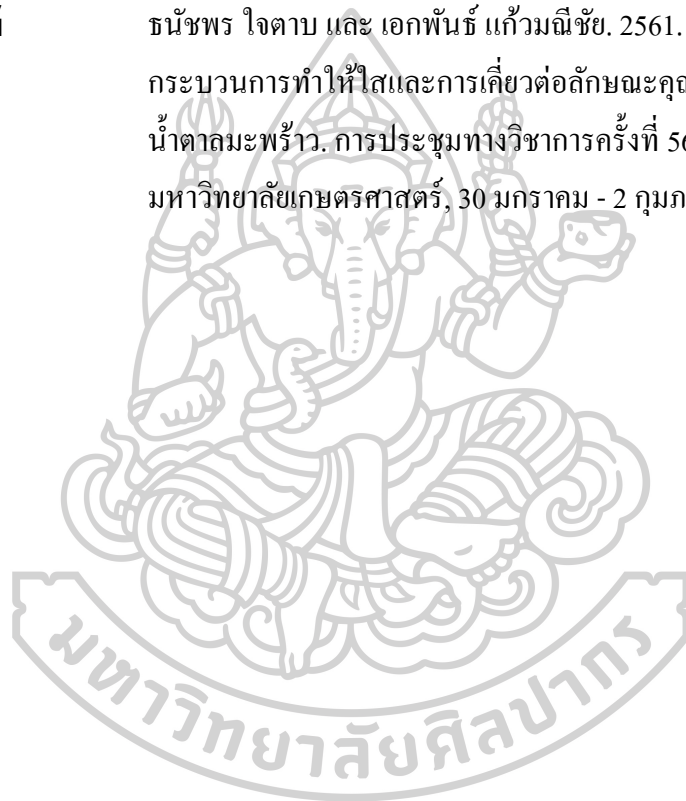 ธนัชพร ใจตาบ และ เอกพันธ์ แก้วมณีชัย. 2561.
กระบวนการทำให้ใสและการเคี่ยวต่อลักษณะคุณ
น้ำตาลมะพร้าว. การประชุมทางวิชาการครั้งที่ 56
มหาวิทยาลัยเกษตรศาสตร์, 30 มกราคม - 2 กุมภ
มหาวิทยาลัยศิลปากร